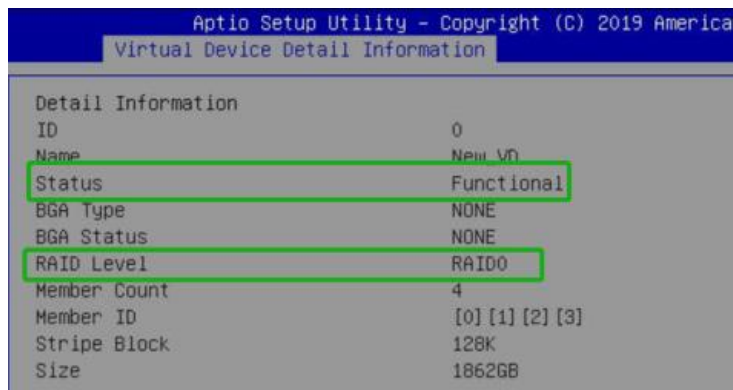 Aptio Setup Utility – Copyright (C) 2019 America
Virtual Device Detail Information
Detail Information
ID 0
Name New_VD
Status Functional
BGA Type NONE
BGA Status NONE
RAID Level RAID0
Member Count 4
Member ID [0][1][2][3]
Stripe Block 128K
Size 1862GB